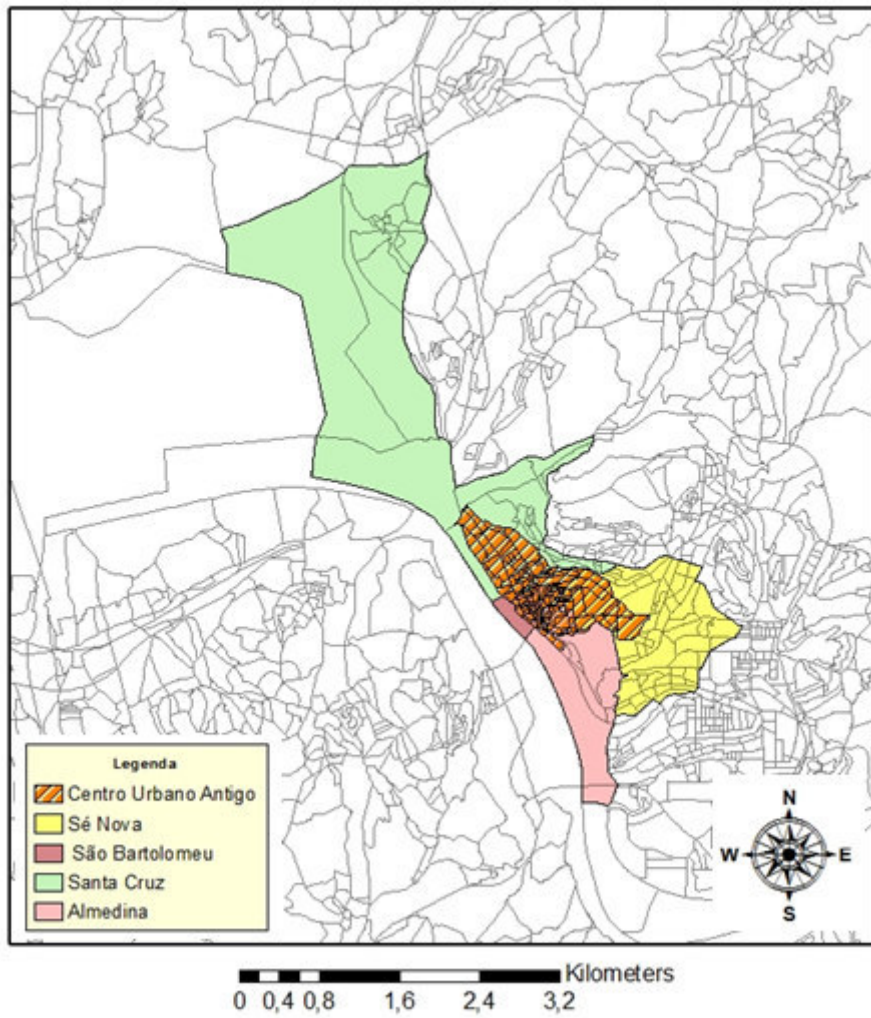 Legenda
Centro Urbano Antigo
Sé Nova
São Bartolomeu
Santa Cruz
Almedina
N
W E
S
Kilometers
0 0,4 0,8 1,6 2,4 3,2